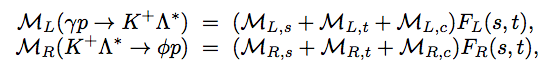 ℳ_L(γp → K⁺Λ*) = (ℳ_{L,s} + ℳ_{L,t} + ℳ_{L,c})F_L(s,t),
ℳ_R(K⁺Λ* → ϕp) = (ℳ_{R,s} + ℳ_{R,t} + ℳ_{R,c})F_R(s,t),